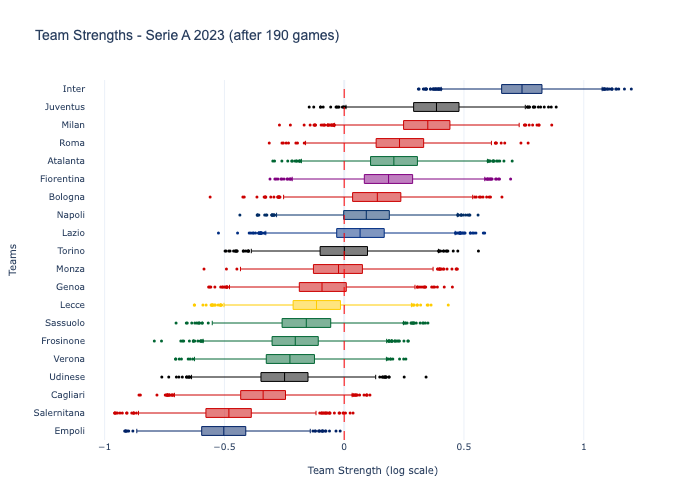 Team Strengths - Serie A 2023 (after 190 games)
Inter
Juventus
Milan
Roma
Atalanta
Fiorentina
Bologna
Napoli
Lazio
Torino
Monza
Genoa
Lecce
Sassuolo
Frosinone
Verona
Udinese
Cagliari
Salernitana
Empoli
Teams
−1
−0.5
0
0.5
1
Team Strength (log scale)